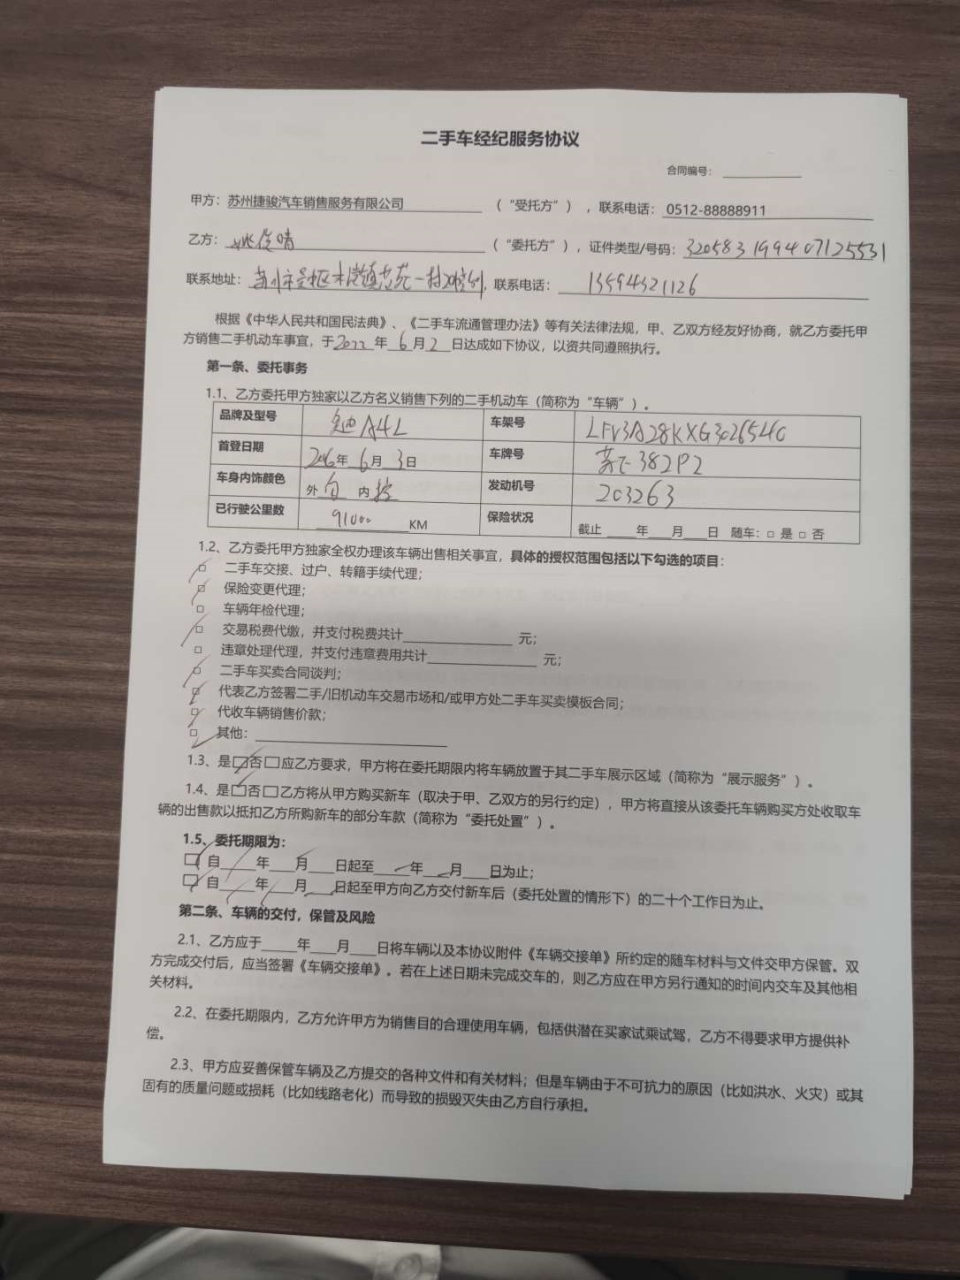 二手车经纪服务协议
合同编号：
甲方：苏州捷骏汽车销售服务有限公司 （“受托方”），联系电话：0512-88888911
乙方： （“委托方”），证件类型/号码：320583199407125531
联系地址： 联系电话：13594321126
根据《中华人民共和国民法典》、《二手车流通管理办法》等有关法律法规，甲、乙双方经友好协商，就乙方委托甲
方销售二手机动车事宜，于2022年6月2日达成如下协议，以资共同遵照执行。
第一条、委托事务
1.1、乙方委托甲方独家以乙方名义销售下列的二手机动车（简称为“车辆”）。
品牌及型号 奥迪A4L 车架号 LFV3A28KXG3026540
首登日期 2016年6月3日 车牌号 382P2
车身内饰颜色 外白 内 发动机号 203263
已行驶公里数 91000 KM 保险状况 截止 年 月 日 随车：□ 是 □ 否
1.2、乙方委托甲方独家全权办理该车辆出售相关事宜，具体的授权范围包括以下勾选的项目：
□ 二手车交接、过户、转籍手续代理；
□ 保险变更代理；
□ 车辆年检代理；
□ 交易税费代缴，并支付税费共计 元；
□ 违章处理代理，并支付违章费用共计 元；
□ 二手车买卖合同谈判；
□ 代表乙方签署二手/旧机动车交易市场和/或甲方处二手车买卖模板合同；
□ 代收车辆销售价款；
□ 其他：
1.3、是□否□应乙方要求，甲方将在委托期限内将车辆放置于其二手车展示区域（简称为“展示服务”）。
1.4、是□否□乙方将从甲方购买新车（取决于甲、乙双方的另行约定），甲方将直接从该委托车辆购买方处收取车
辆的出售款以抵扣乙方所购新车的部分车款（简称为“委托处置”）。
1.5、委托期限为：
□ 自 年 月 日起至 年 月 日为止；
□ 自 年 月 日起至甲方向乙方交付新车后（委托处置的情形下）的二十个工作日为止。
第二条、车辆的交付，保管及风险
2.1、乙方应于 年 月 日将车辆以及本协议附件《车辆交接单》所约定的随车材料与文件交甲方保管。双
方完成交付后，应当签署《车辆交接单》。若在上述日期未完成交车的，则乙方应在甲方另行通知的时间内交车及其他相
关材料。
2.2、在委托期限内，乙方允许甲方为销售目的合理使用车辆，包括供潜在买家试乘试驾，乙方不得要求甲方提供补
偿。
2.3、甲方应妥善保管车辆及乙方提交的各种文件和有关材料；但是车辆由于不可抗力的原因（比如洪水、火灾）或其
固有的质量问题或损耗（比如线路老化）而导致的损毁灭失由乙方自行承担。